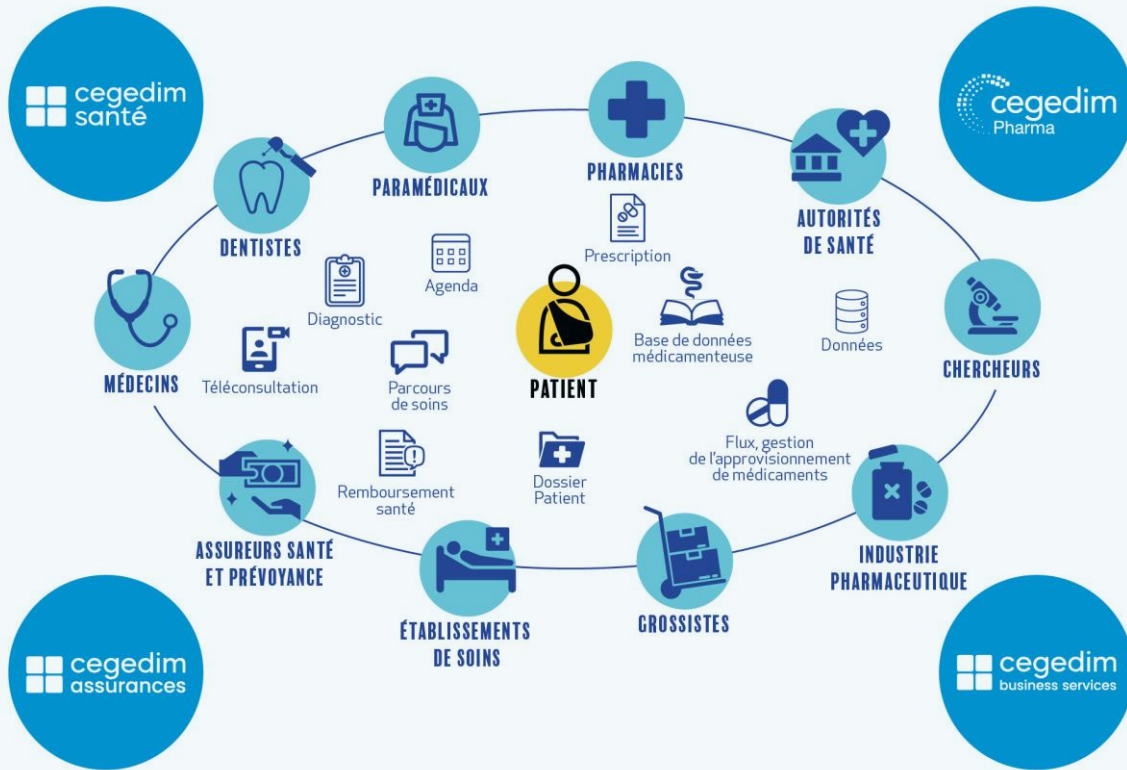 cegedim
santé
cegedim
Pharma
PARAMÉDICAUX
PHARMACIES
DENTISTES
AUTORITÉS
DE SANTÉ
Prescription
Agenda
Diagnostic
Base de données
médicamenteuse
Données
MÉDECINS
Téléconsultation
Parcours
de soins
PATIENT
CHERCHEURS
Flux, gestion
de l'approvisionnement
de médicaments
Remboursement
santé
Dossier
Patient
ASSUREURS SANTÉ
ET PRÉVOYANCE
INDUSTRIE
PHARMACEUTIQUE
ÉTABLISSEMENTS
DE SOINS
GROSSISTES
cegedim
assurances
cegedim
business services